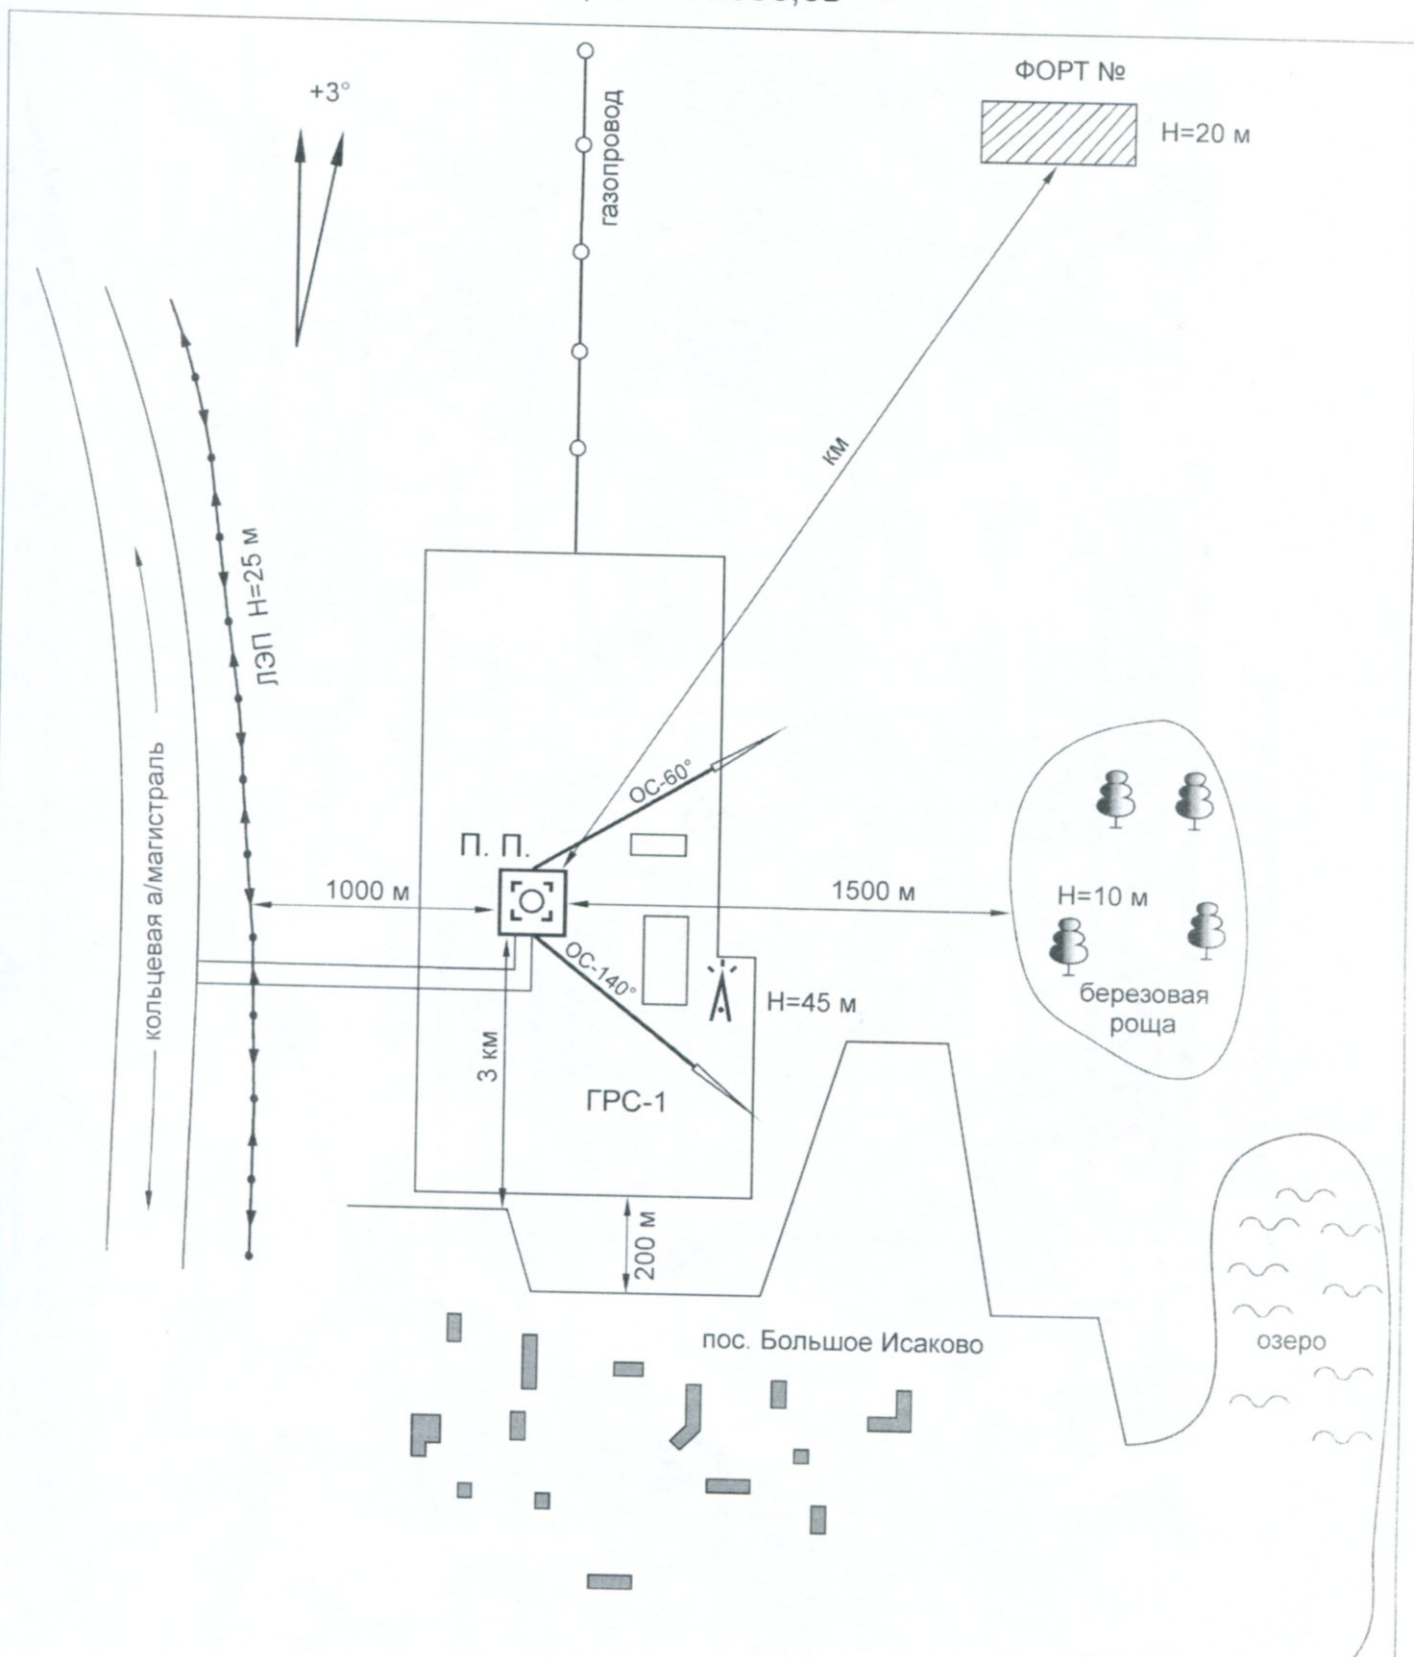 ФОРТ №
+3°
Н=20 м
газопровод
км
ЛЭП Н=25 м
ОС-60°
кольцевая а/магистраль
П. П.
1000 м
1500 м
Н=10 м
ОС-140°
березовая
роща
Н=45 м
3 км
ГРС-1
200 м
пос. Большое Исаково
озеро